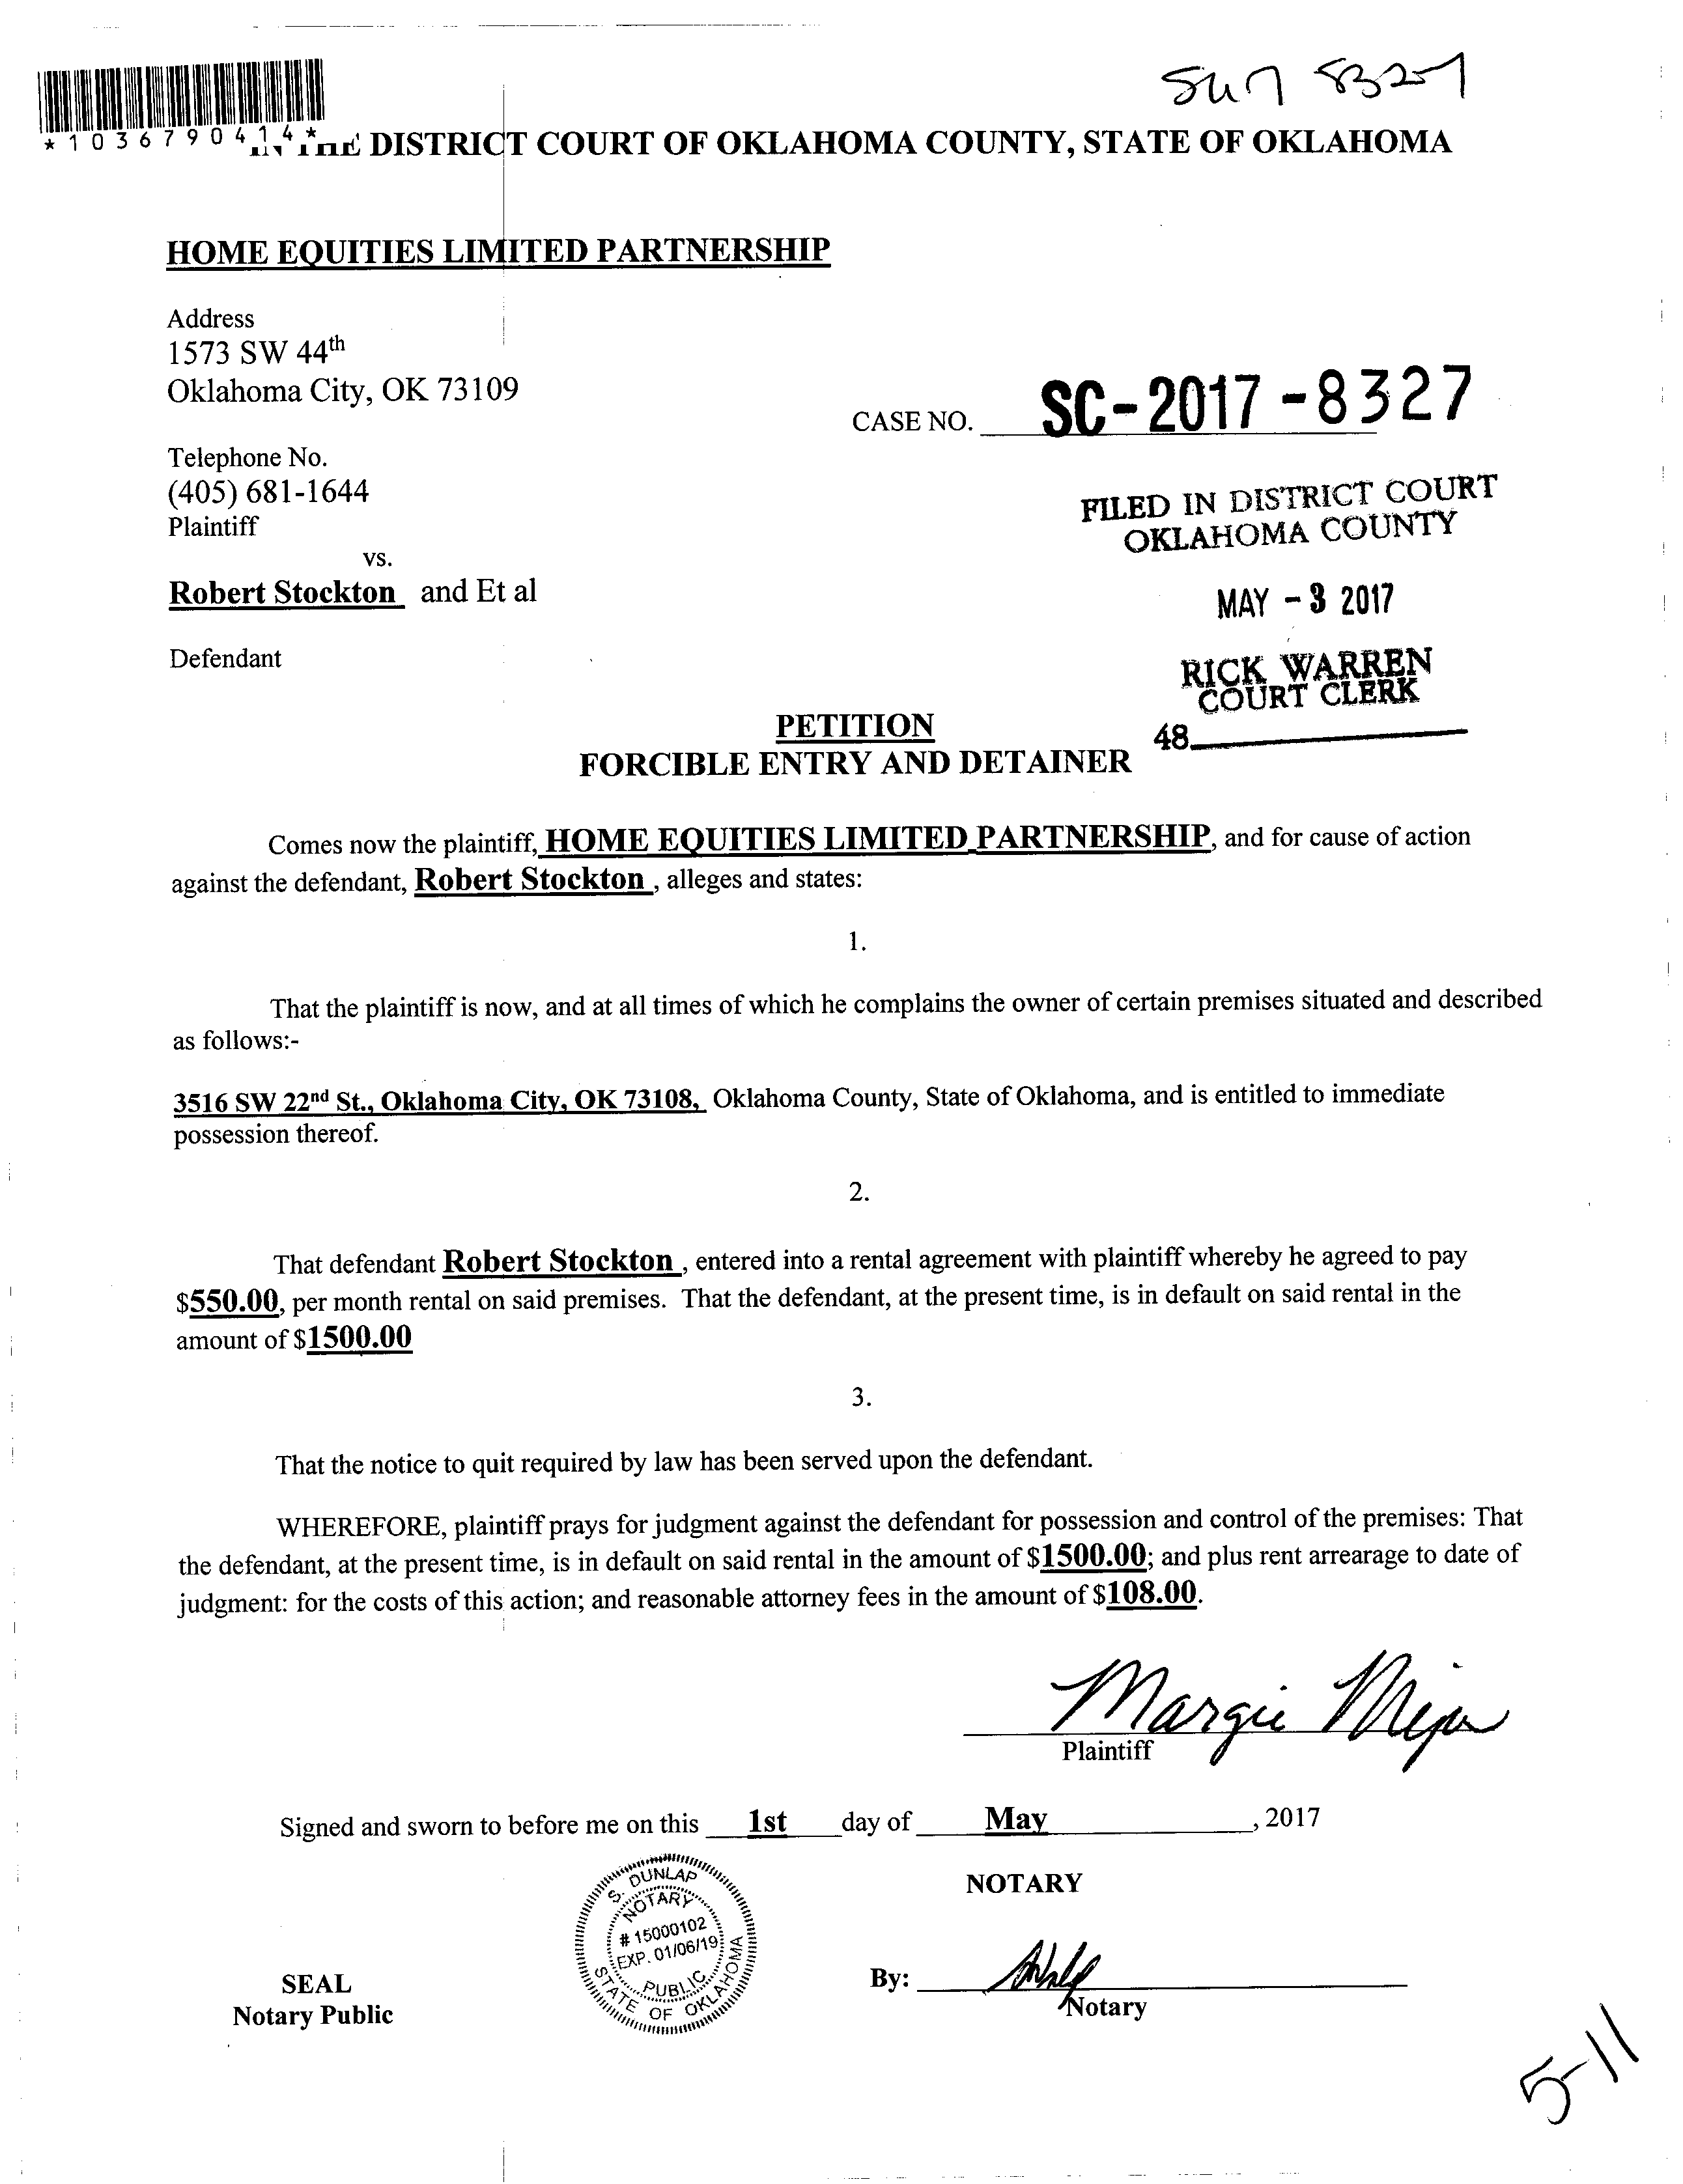 8327
*1036790414*
DISTRICT COURT OF OKLAHOMA COUNTY, STATE OF OKLAHOMA
HOME EQUITIES LIMITED PARTNERSHIP
Address
1573 SW 44th
Oklahoma City, OK 73109
CASE NO. SC-2017-8327
Telephone No.
(405) 681-1644
Plaintiff
FILED IN DISTRICT COURT
OKLAHOMA COUNTY
vs.
Robert Stockton and Et al
MAY -3 2017
Defendant
RICK WARREN
COURT CLERK
48
PETITION
FORCIBLE ENTRY AND DETAINER
Comes now the plaintiff, HOME EQUITIES LIMITED PARTNERSHIP, and for cause of action
against the defendant, Robert Stockton , alleges and states:
1.
That the plaintiff is now, and at all times of which he complains the owner of certain premises situated and described
as follows:-
3516 SW 22nd St., Oklahoma City, OK 73108, Oklahoma County, State of Oklahoma, and is entitled to immediate
possession thereof.
2.
That defendant Robert Stockton , entered into a rental agreement with plaintiff whereby he agreed to pay
$550.00, per month rental on said premises. That the defendant, at the present time, is in default on said rental in the
amount of $1500.00
3.
That the notice to quit required by law has been served upon the defendant.
WHEREFORE, plaintiff prays for judgment against the defendant for possession and control of the premises: That
the defendant, at the present time, is in default on said rental in the amount of $1500.00; and plus rent arrearage to date of
judgment: for the costs of this action; and reasonable attorney fees in the amount of $108.00.
Margie
Plaintiff
Signed and sworn to before me on this 1st day of May , 2017
NOTARY
S. DUNLAP
NOTARY
# 15000102
EXP. 01/06/19
PUBLIC
STATE OF OKLAHOMA
By:
Notary
SEAL
Notary Public
5-11